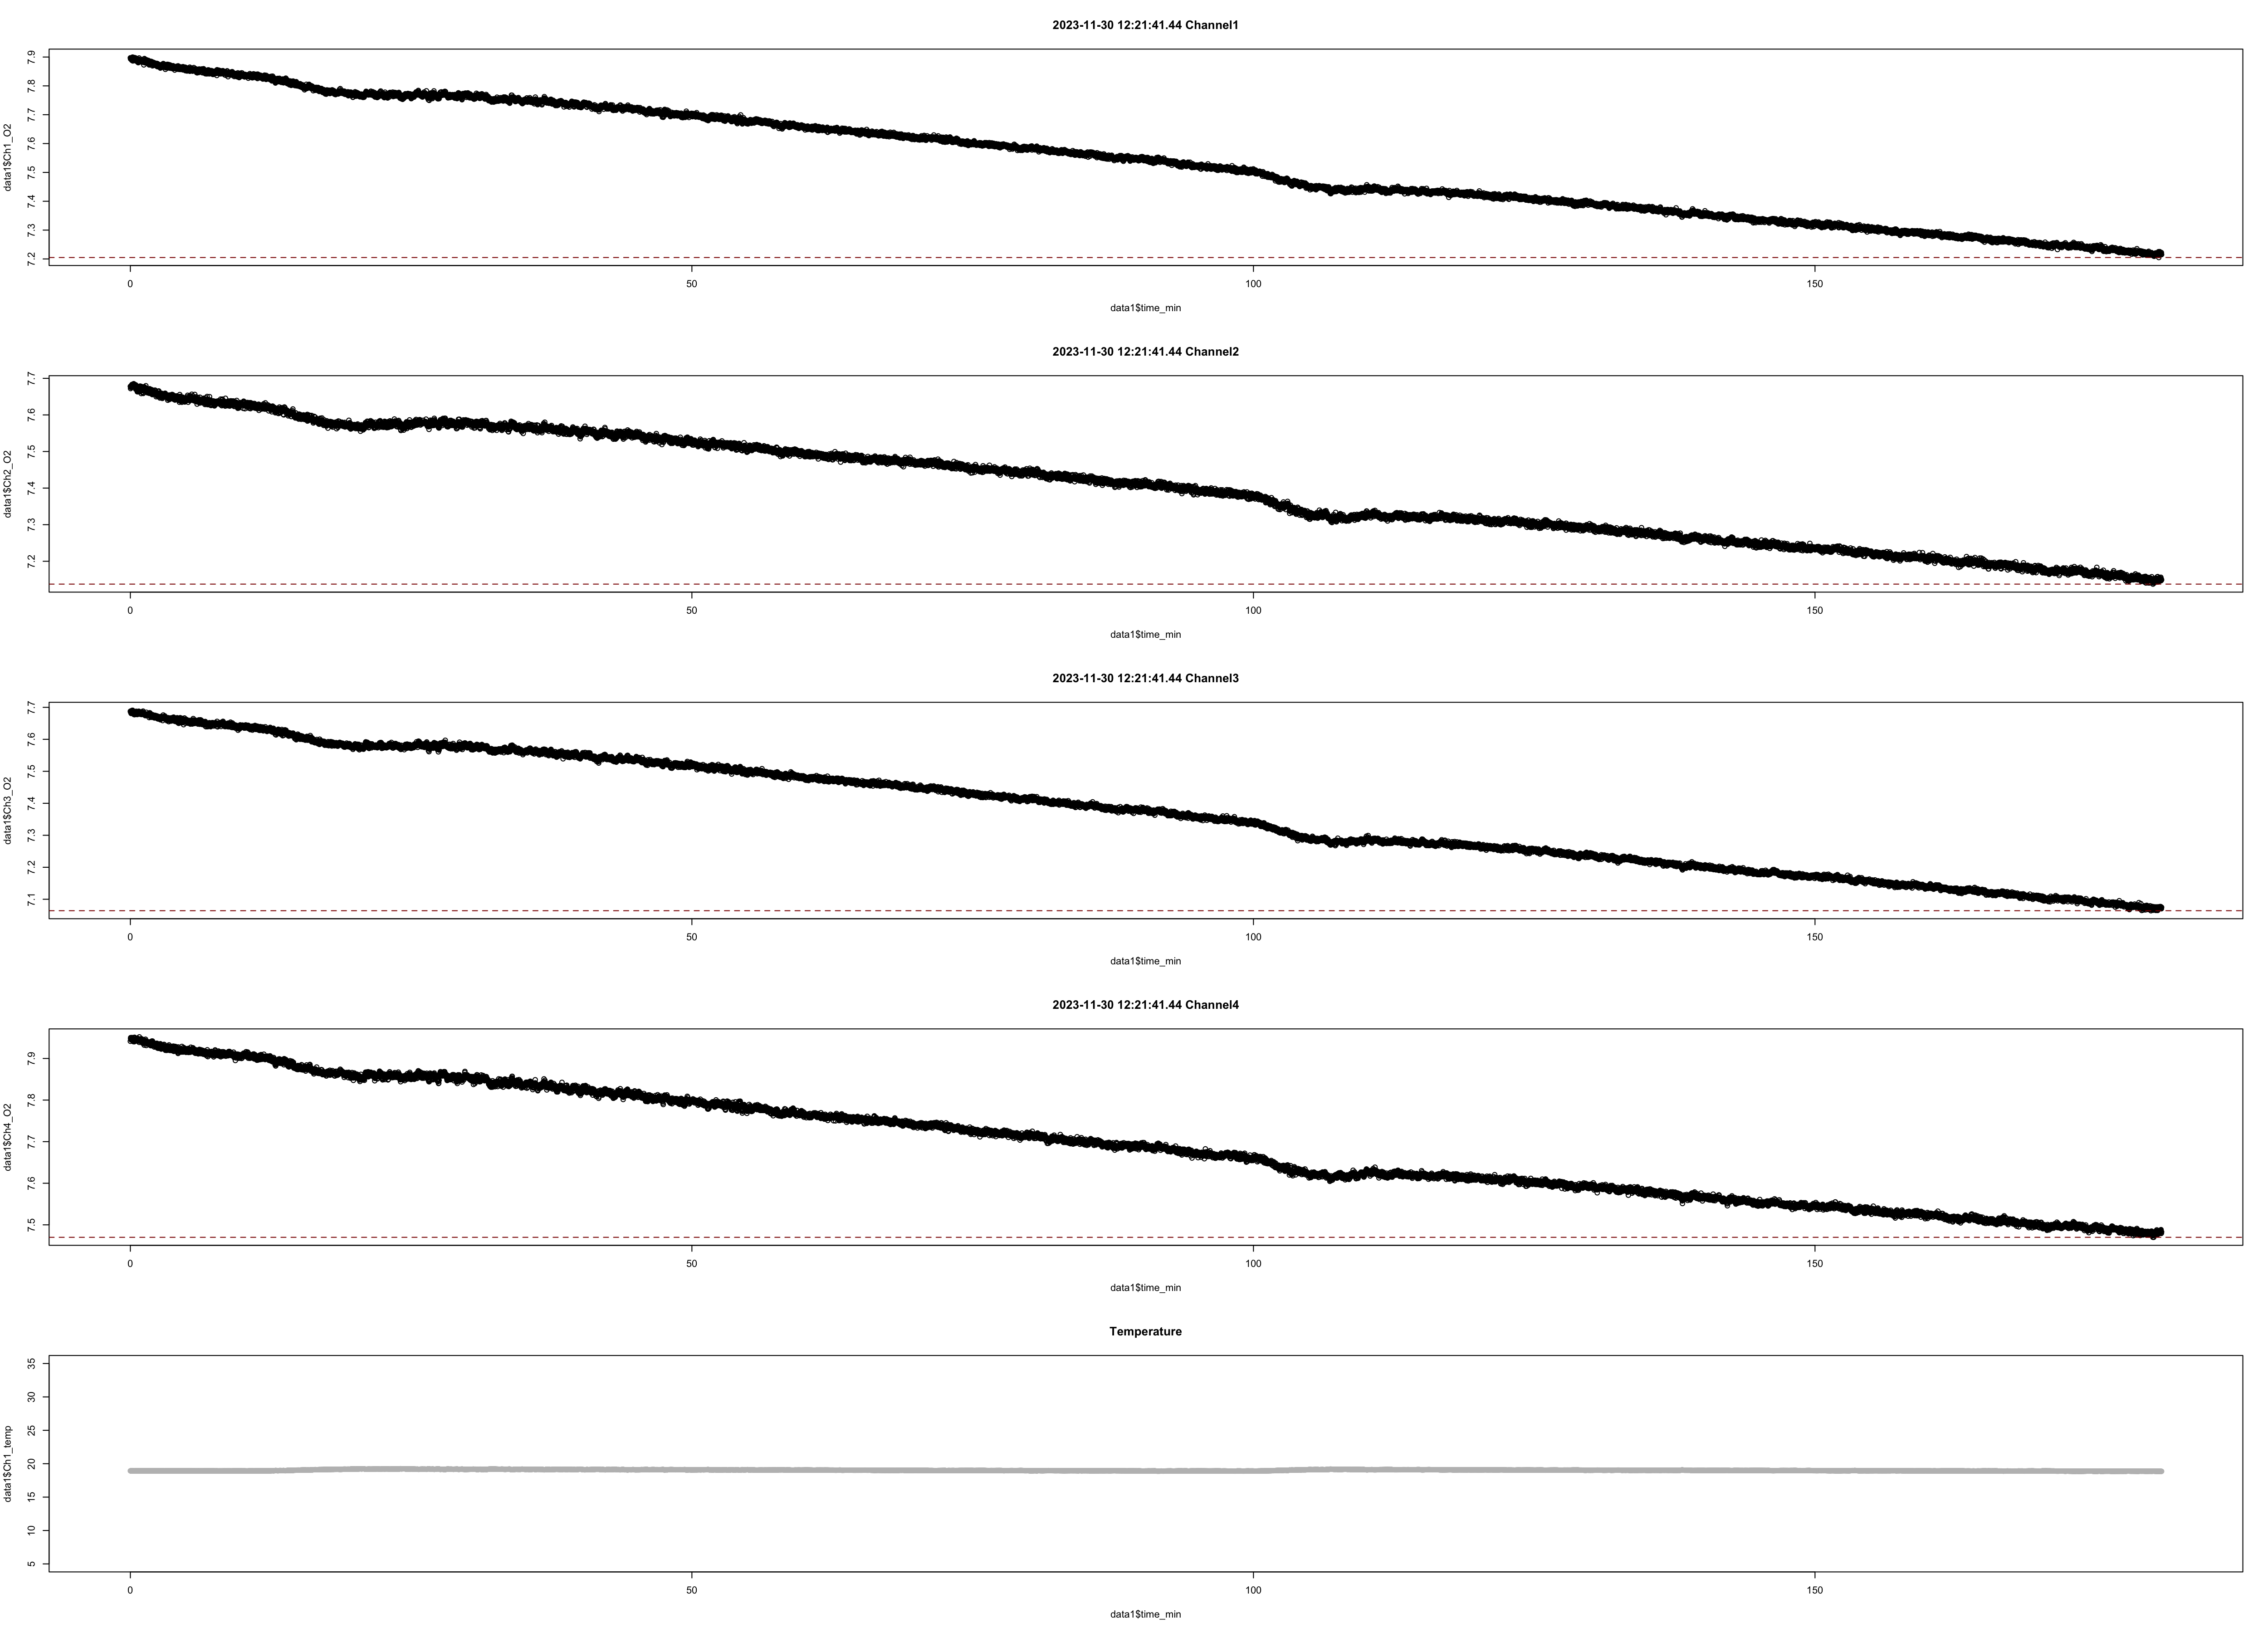 2023-11-30 12:21:41.44 Channel1
data1$Ch1_O2
7.9
7.8
7.7
7.6
7.5
7.4
7.3
7.2
0 50 100 150
data1$time_min
2023-11-30 12:21:41.44 Channel2
data1$Ch2_O2
7.7
7.6
7.5
7.4
7.3
7.2
0 50 100 150
data1$time_min
2023-11-30 12:21:41.44 Channel3
data1$Ch3_O2
7.7
7.6
7.5
7.4
7.3
7.2
7.1
0 50 100 150
data1$time_min
2023-11-30 12:21:41.44 Channel4
data1$Ch4_O2
7.9
7.8
7.7
7.6
7.5
0 50 100 150
data1$time_min
Temperature
data1$Ch1_temp
35
30
25
20
15
10
5
0 50 100 150
data1$time_min